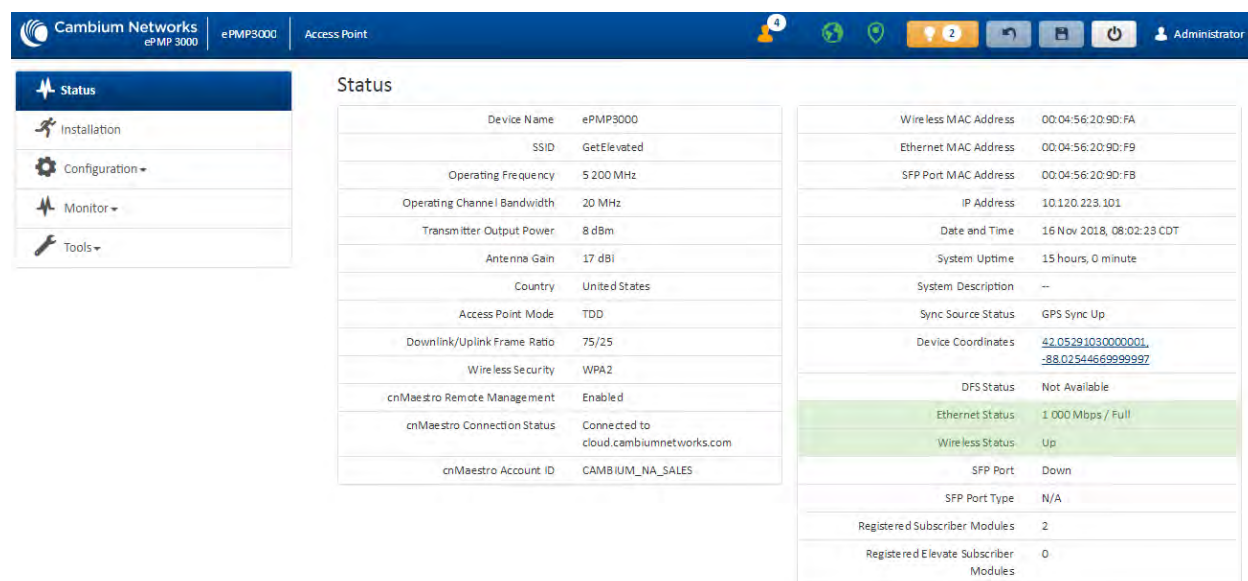 Cambium Networks
ePMP 3000
ePMP3000
Access Point
4
2
Administrator
Status
Installation
Configuration
Monitor
Tools
Status
Device Name ePMP3000
SSID GetElevated
Operating Frequency 5 200 MHz
Operating Channel Bandwidth 20 MHz
Transmitter Output Power 8 dBm
Antenna Gain 17 dBi
Country United States
Access Point Mode TDD
Downlink/Uplink Frame Ratio 75/25
Wireless Security WPA2
cnMaestro Remote Management Enabled
cnMaestro Connection Status Connected to
cloud.cambiumnetworks.com
cnMaestro Account ID CAMBIUM_NA_SALES
Wireless MAC Address 00:04:56:20:9D:FA
Ethernet MAC Address 00:04:56:20:9D:F9
SFP Port MAC Address 00:04:56:20:9D:FB
IP Address 10.120.223.101
Date and Time 16 Nov 2018, 08:02:23 CDT
System Uptime 15 hours, 0 minute
System Description --
Sync Source Status GPS Sync Up
Device Coordinates 42.05291030000001,
-88.02544669999997
DFS Status Not Available
Ethernet Status 1 000 Mbps / Full
Wireless Status Up
SFP Port Down
SFP Port Type N/A
Registered Subscriber Modules 2
Registered Elevate Subscriber 0
Modules